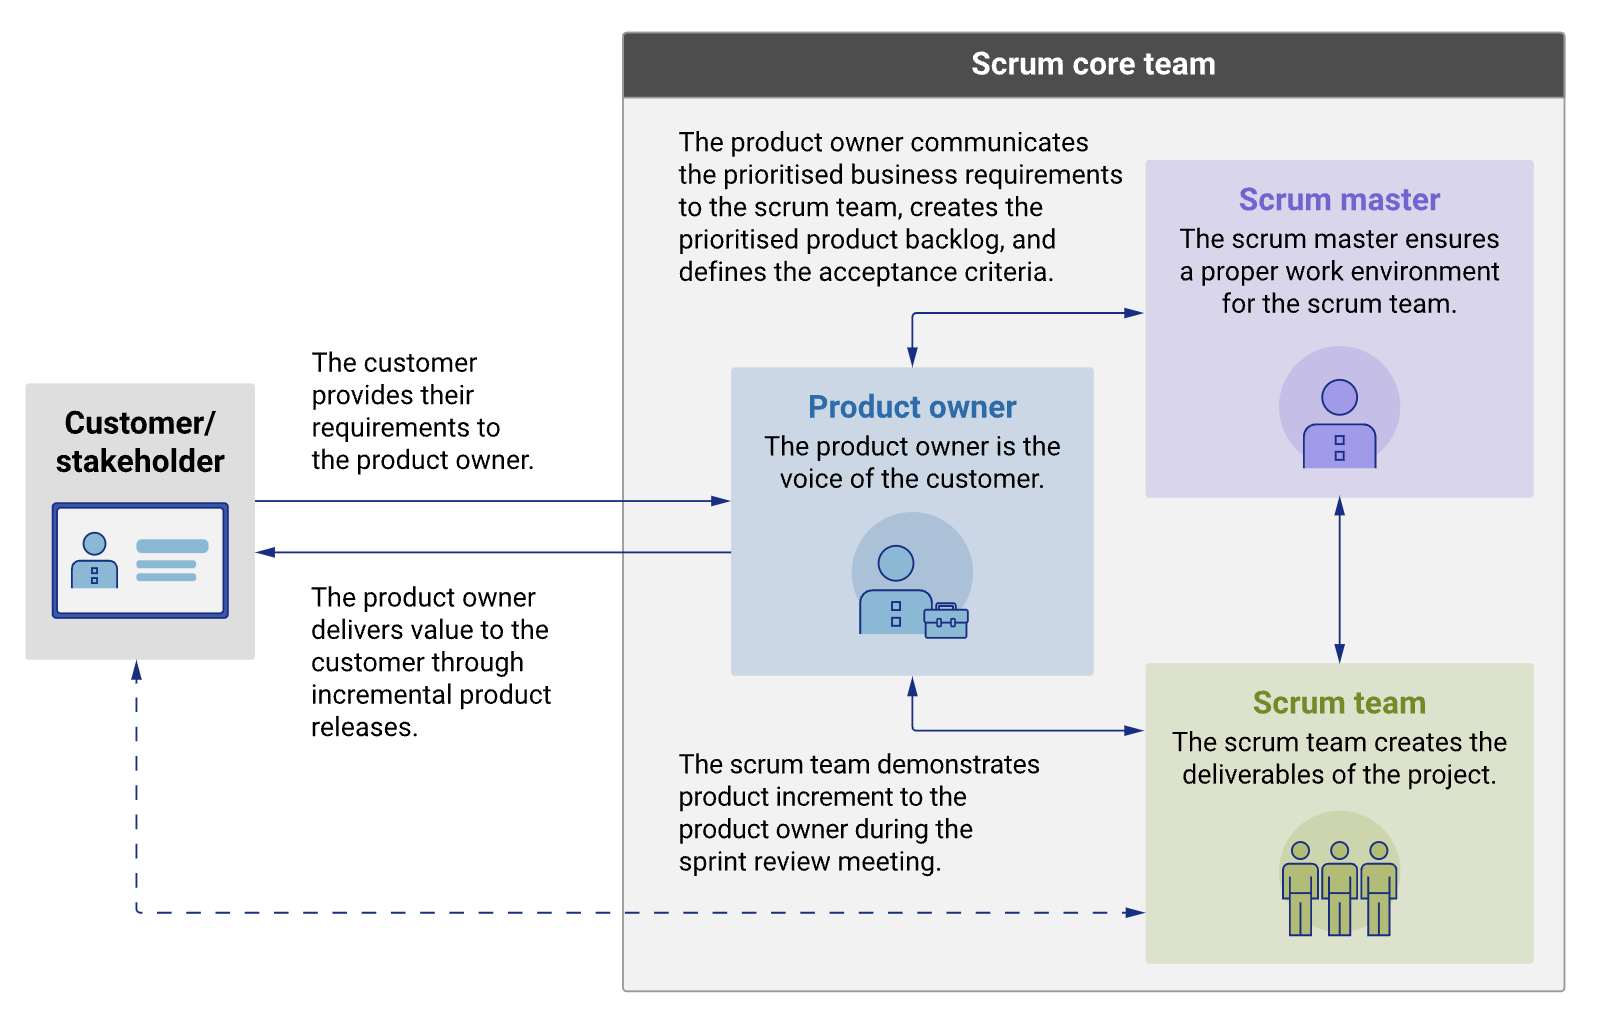 Scrum core team
The product owner communicates
the prioritised business requirements
to the scrum team, creates the
prioritised product backlog, and
defines the acceptance criteria.
Scrum master
The scrum master ensures
a proper work environment
for the scrum team.
The customer
provides their
requirements to
the product owner.
Customer/
stakeholder
Product owner
The product owner is the
voice of the customer.
The product owner
delivers value to the
customer through
incremental product
releases.
Scrum team
The scrum team creates the
deliverables of the project.
The scrum team demonstrates
product increment to the
product owner during the
sprint review meeting.